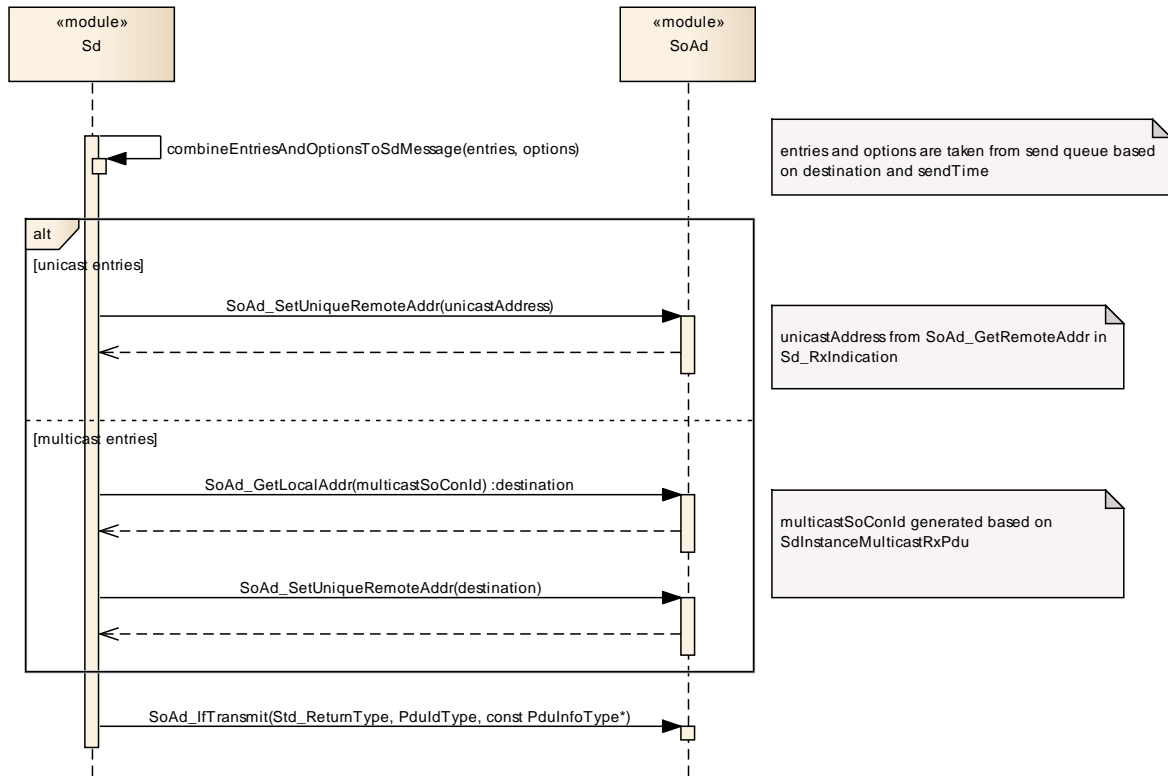 «module»
Sd
«module»
SoAd
combineEntriesAndOptionsToSdMessage(entries, options)
entries and options are taken from send queue based
on destination and sendTime
alt
[unicast entries]
SoAd_SetUniqueRemoteAddr(unicastAddress)
unicastAddress from SoAd_GetRemoteAddr in
Sd_RxIndication
[multicast entries]
SoAd_GetLocalAddr(multicastSoConId) :destination
multicastSoConId generated based on
SdInstanceMulticastRxPdu
SoAd_SetUniqueRemoteAddr(destination)
SoAd_IfTransmit(Std_ReturnType, PduIdType, const PduInfoType*)